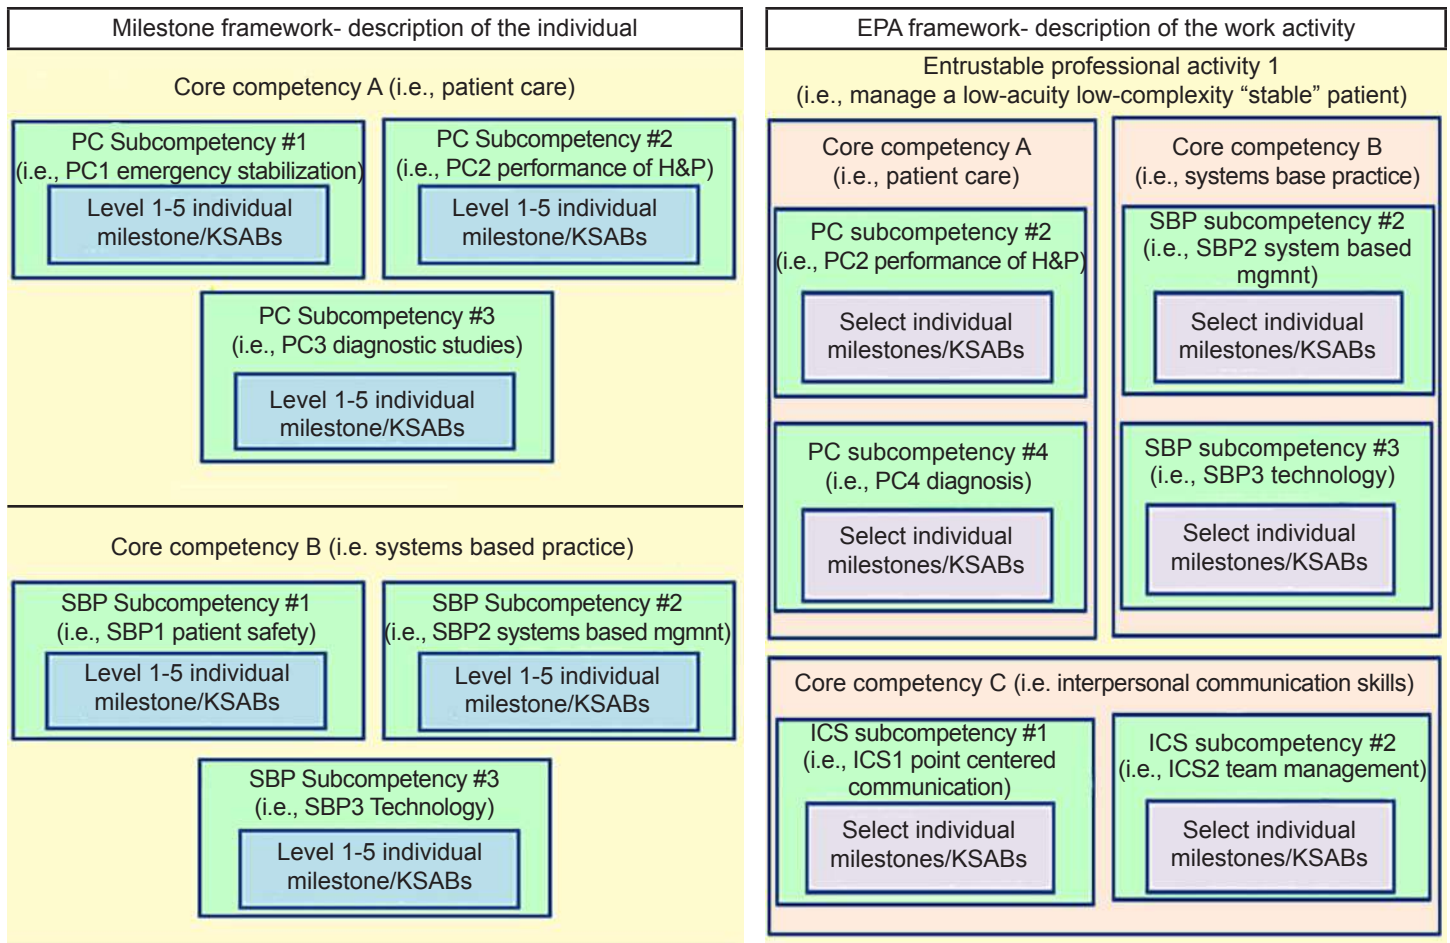 Milestone framework- description of the individual
Core competency A (i.e., patient care)
PC Subcompetency #1
(i.e., PC1 emergency stabilization)
Level 1-5 individual
milestone/KSABs
PC Subcompetency #2
(i.e., PC2 performance of H&P)
Level 1-5 individual
milestone/KSABs
PC Subcompetency #3
(i.e., PC3 diagnostic studies)
Level 1-5 individual
milestone/KSABs
Core competency B (i.e. systems based practice)
SBP Subcompetency #1
(i.e., SBP1 patient safety)
Level 1-5 individual
milestone/KSABs
SBP Subcompetency #2
(i.e., SBP2 systems based mgmnt)
Level 1-5 individual
milestone/KSABs
SBP Subcompetency #3
(i.e., SBP3 Technology)
Level 1-5 individual
milestone/KSABs
EPA framework- description of the work activity
Entrustable professional activity 1
(i.e., manage a low-acuity low-complexity “stable” patient)
Core competency A
(i.e., patient care)
PC subcompetency #2
(i.e., PC2 performance of H&P)
Select individual
milestones/KSABs
PC subcompetency #4
(i.e., PC4 diagnosis)
Select individual
milestones/KSABs
Core competency B
(i.e., systems base practice)
SBP subcompetency #2
(i.e., SBP2 system based
mgmnt)
Select individual
milestones/KSABs
SBP subcompetency #3
(i.e., SBP3 technology)
Select individual
milestones/KSABs
Core competency C (i.e. interpersonal communication skills)
ICS subcompetency #1
(i.e., ICS1 point centered
communication)
Select individual
milestones/KSABs
ICS subcompetency #2
(i.e., ICS2 team management)
Select individual
milestones/KSABs